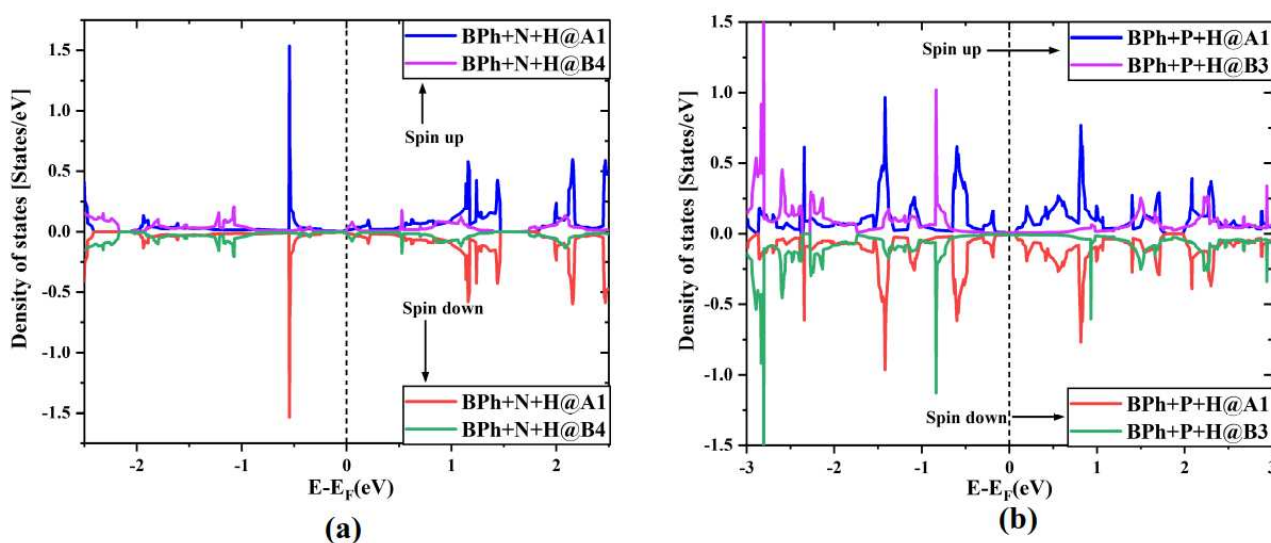 BPh+N+H@A1
BPh+N+H@B4
Spin up
Density of states [States/eV]
1.5
1.0
0.5
0.0
-0.5
-1.0
-1.5
Spin down
BPh+N+H@A1
BPh+N+H@B4
-2
-1
0
1
2
E-EF(eV)
(a)
BPh+P+H@A1
BPh+P+H@B3
Spin up
Density of states [States/eV]
1.5
1.0
0.5
0.0
-0.5
-1.0
-1.5
Spin down
BPh+P+H@A1
BPh+P+H@B3
-3
-2
-1
0
1
2
3
E-EF(eV)
(b)